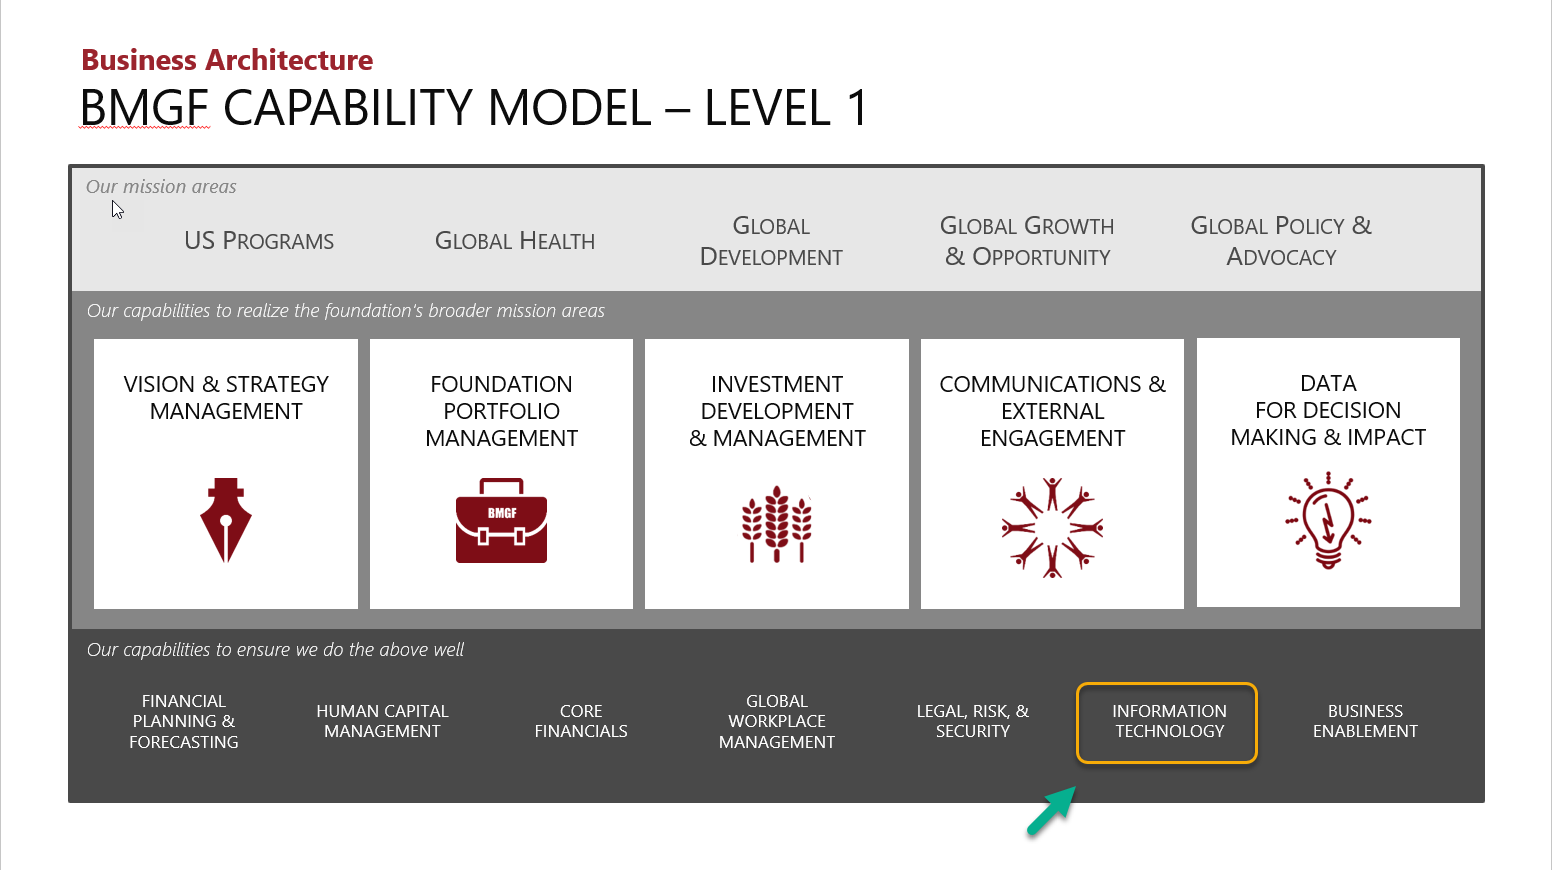 Business Architecture
BMGF CAPABILITY MODEL – LEVEL 1
Our mission areas
US PROGRAMS
GLOBAL HEALTH
GLOBAL
DEVELOPMENT
GLOBAL GROWTH
& OPPORTUNITY
GLOBAL POLICY &
ADVOCACY
Our capabilities to realize the foundation's broader mission areas
VISION & STRATEGY
MANAGEMENT
FOUNDATION
PORTFOLIO
MANAGEMENT
BMGF
INVESTMENT
DEVELOPMENT
& MANAGEMENT
COMMUNICATIONS &
EXTERNAL
ENGAGEMENT
DATA
FOR DECISION
MAKING & IMPACT
Our capabilities to ensure we do the above well
FINANCIAL
PLANNING &
FORECASTING
HUMAN CAPITAL
MANAGEMENT
CORE
FINANCIALS
GLOBAL
WORKPLACE
MANAGEMENT
LEGAL, RISK, &
SECURITY
INFORMATION
TECHNOLOGY
BUSINESS
ENABLEMENT